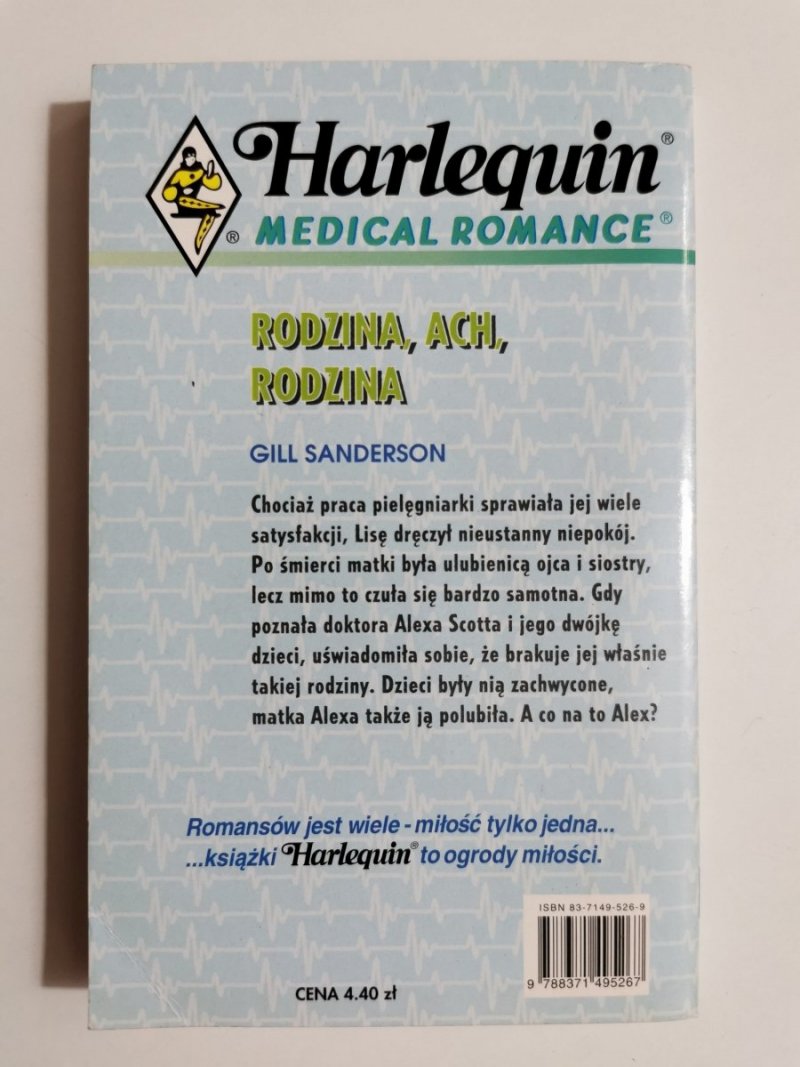 Harlequin®
® MEDICAL ROMANCE®
RODZINA, ACH,
RODZINA
GILL SANDERSON
Chociaż praca pielęgniarki sprawiała jej wiele
satysfakcji, Lisę dręczył nieustanny niepokój.
Po śmierci matki była ulubienicą ojca i siostry,
lecz mimo to czuła się bardzo samotna. Gdy
poznała doktora Alexa Scotta i jego dwójkę
dzieci, uświadomiła sobie, że brakuje jej właśnie
takiej rodziny. Dzieci były nią zachwycone,
matka Alexa także ją polubiła. A co na to Alex?
Romansów jest wiele - miłość tylko jedna...
...książki Harlequin® to ogrody miłości.
ISBN 83-7149-526-9
9 788371 495267
CENA 4.40 zł